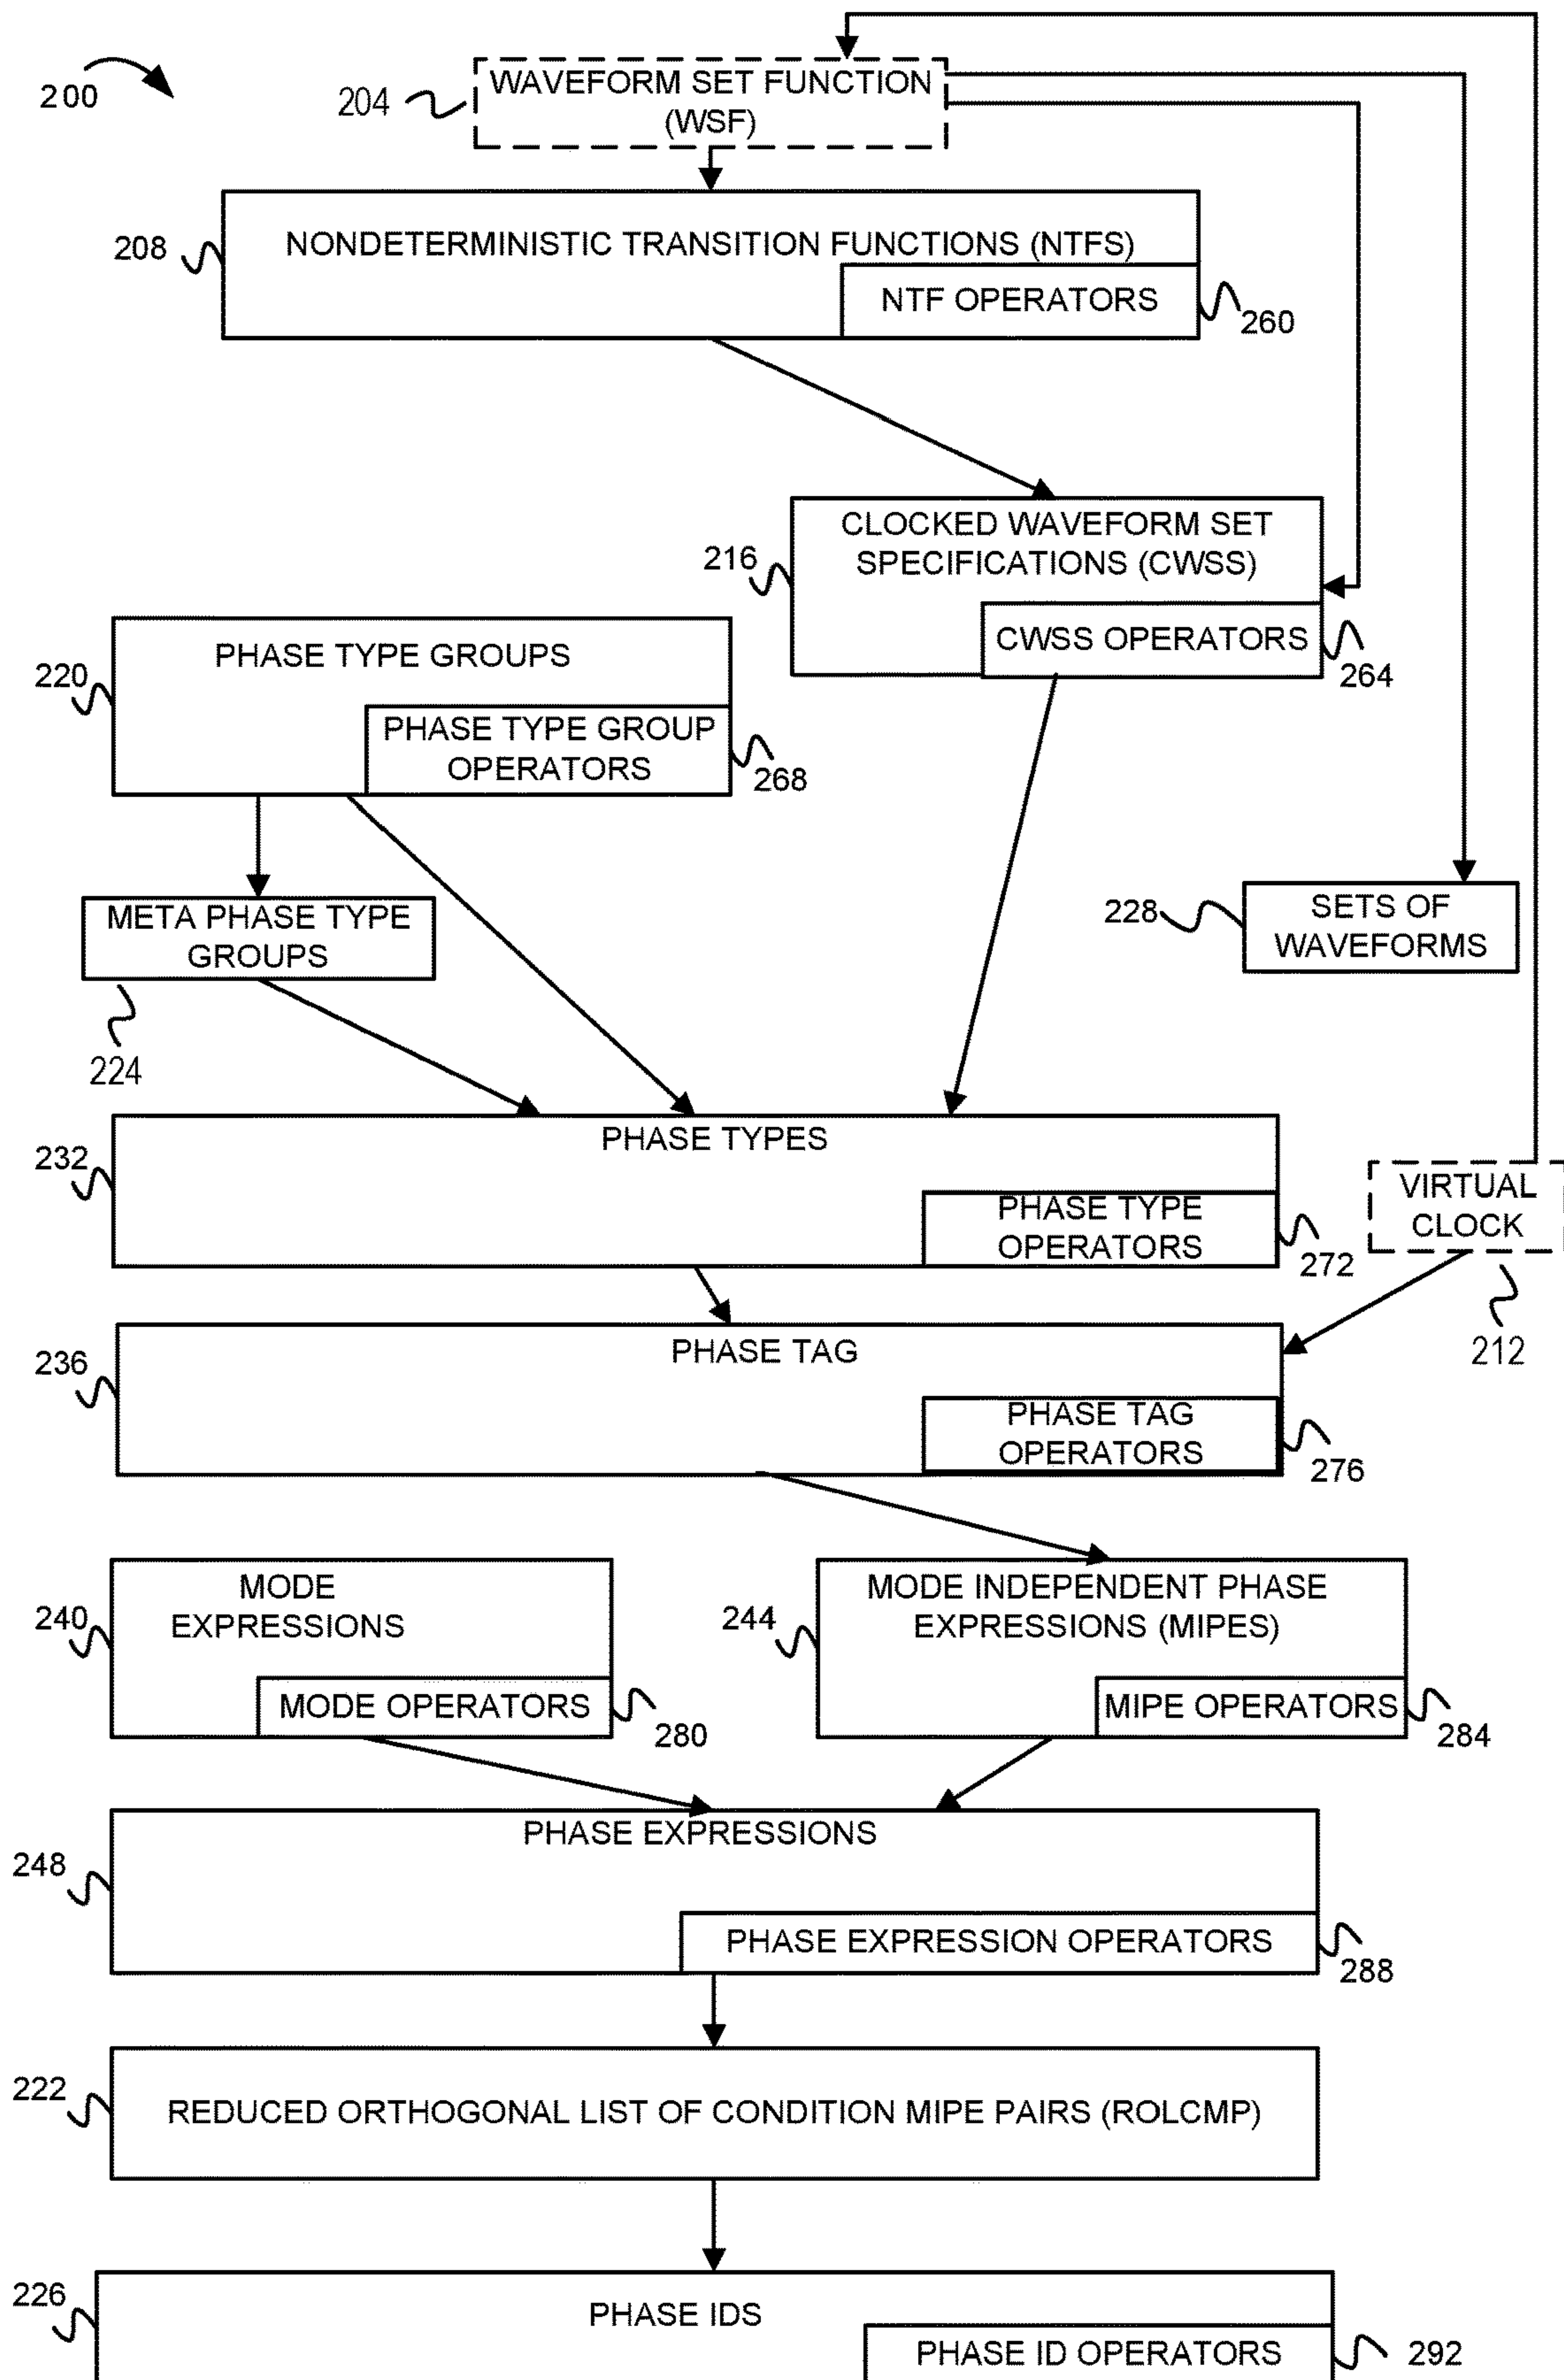 200
204
WAVEFORM SET FUNCTION
(WSF)
208
NONDETERMINISTIC TRANSITION FUNCTIONS (NTFS)
NTF OPERATORS
260
CLOCKED WAVEFORM SET
SPECIFICATIONS (CWSS)
216
CWSS OPERATORS
264
PHASE TYPE GROUPS
220
PHASE TYPE GROUP
OPERATORS
268
META PHASE TYPE
GROUPS
224
228
SETS OF
WAVEFORMS
PHASE TYPES
232
PHASE TYPE
OPERATORS
272
VIRTUAL
CLOCK
212
PHASE TAG
236
PHASE TAG
OPERATORS
276
MODE
EXPRESSIONS
240
MODE OPERATORS
280
MODE INDEPENDENT PHASE
EXPRESSIONS (MIPES)
244
MIPE OPERATORS
284
PHASE EXPRESSIONS
248
PHASE EXPRESSION OPERATORS
288
222
REDUCED ORTHOGONAL LIST OF CONDITION MIPE PAIRS (ROLCMP)
226
PHASE IDS
PHASE ID OPERATORS
292